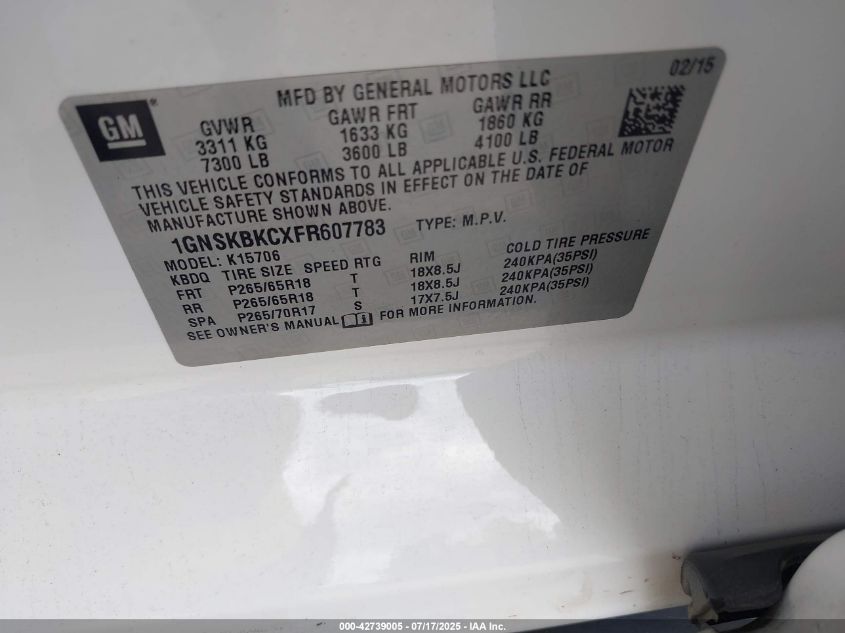 02/15
MFD BY GENERAL MOTORS LLC
GM®
GVWR GAWR FRT GAWR RR
3311 KG 1633 KG 1860 KG
7300 LB 3600 LB 4100 LB
THIS VEHICLE CONFORMS TO ALL APPLICABLE U.S. FEDERAL MOTOR
VEHICLE SAFETY STANDARDS IN EFFECT ON THE DATE OF
MANUFACTURE SHOWN ABOVE.
1GNSKBKCXFR607783 TYPE: M.P.V.
MODEL: K15706
KBDQ TIRE SIZE SPEED RTG RIM COLD TIRE PRESSURE
FRT P265/65R18 T 18X8.5J 240KPA(35PSI)
RR P265/65R18 T 18X8.5J 240KPA(35PSI)
SPA P265/70R17 S 17X7.5J 240KPA(35PSI)
SEE OWNER'S MANUAL FOR MORE INFORMATION.
000-42739005 - 07/17/2025 - IAA Inc.